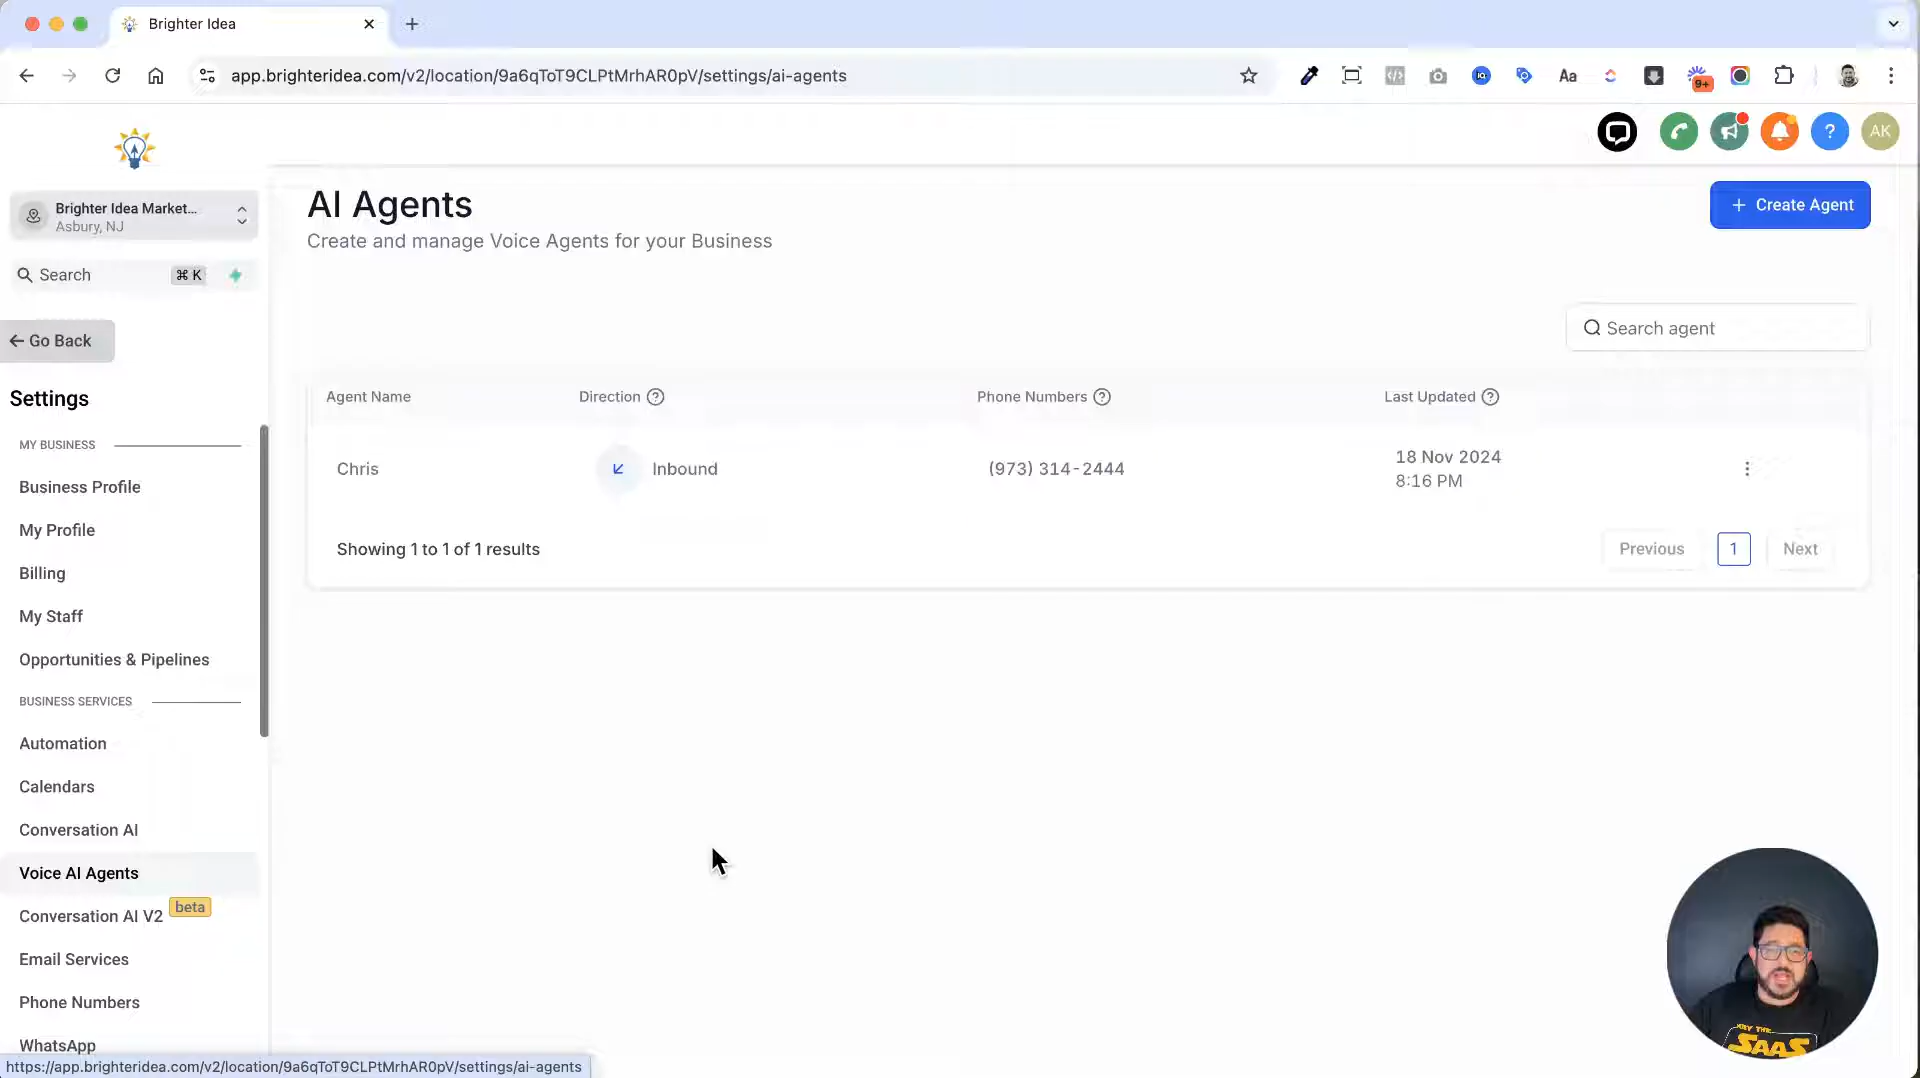 Brighter Idea
app.brighteridea.com/v2/location/9a6qToT9CLPtMrhAR0pV/settings/ai-agents
Aa
9+
AK
?
Brighter Idea Market...
Asbury, NJ
Search
⌘ K
Go Back
Settings
MY BUSINESS
Business Profile
My Profile
Billing
My Staff
Opportunities & Pipelines
BUSINESS SERVICES
Automation
Calendars
Conversation AI
Voice AI Agents
Conversation AI V2 beta
Email Services
Phone Numbers
WhatsApp
AI Agents
Create and manage Voice Agents for your Business
+ Create Agent
Search agent
Agent Name Direction ? Phone Numbers ? Last Updated ?
Chris Inbound (973) 314-2444 18 Nov 2024
8:16 PM
Showing 1 to 1 of 1 results
Previous 1 Next
THE
SAAS
https://app.brighteridea.com/v2/location/9a6qToT9CLPtMrhAR0pV/settings/ai-agents